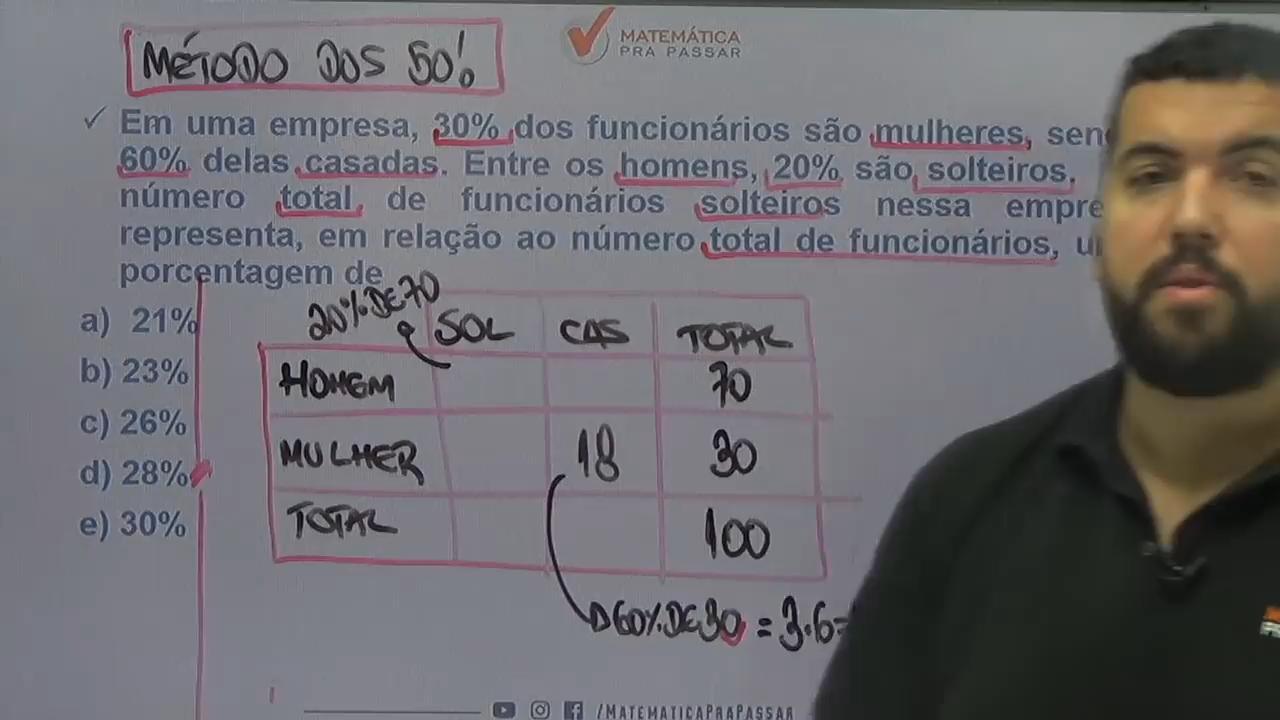 MÉTODO DOS 50!
MATEMÁTICA
PRA PASSAR
✓ Em uma empresa, 30% dos funcionários são mulheres,
60% delas casadas. Entre os homens, 20% são solteiros.
número total de funcionários solteiros nessa
representa, em relação ao número total de funcionários,
porcentagem de
a) 21%
b) 23%
c) 26%
d) 28%
e) 30%
20% DE 70
SOL CAS TOTAL
HOMEM 70
MULHER 18 30
TOTAL 100
60% DE 30 = 3.6=
/MATEMATICAPRAPASSAR